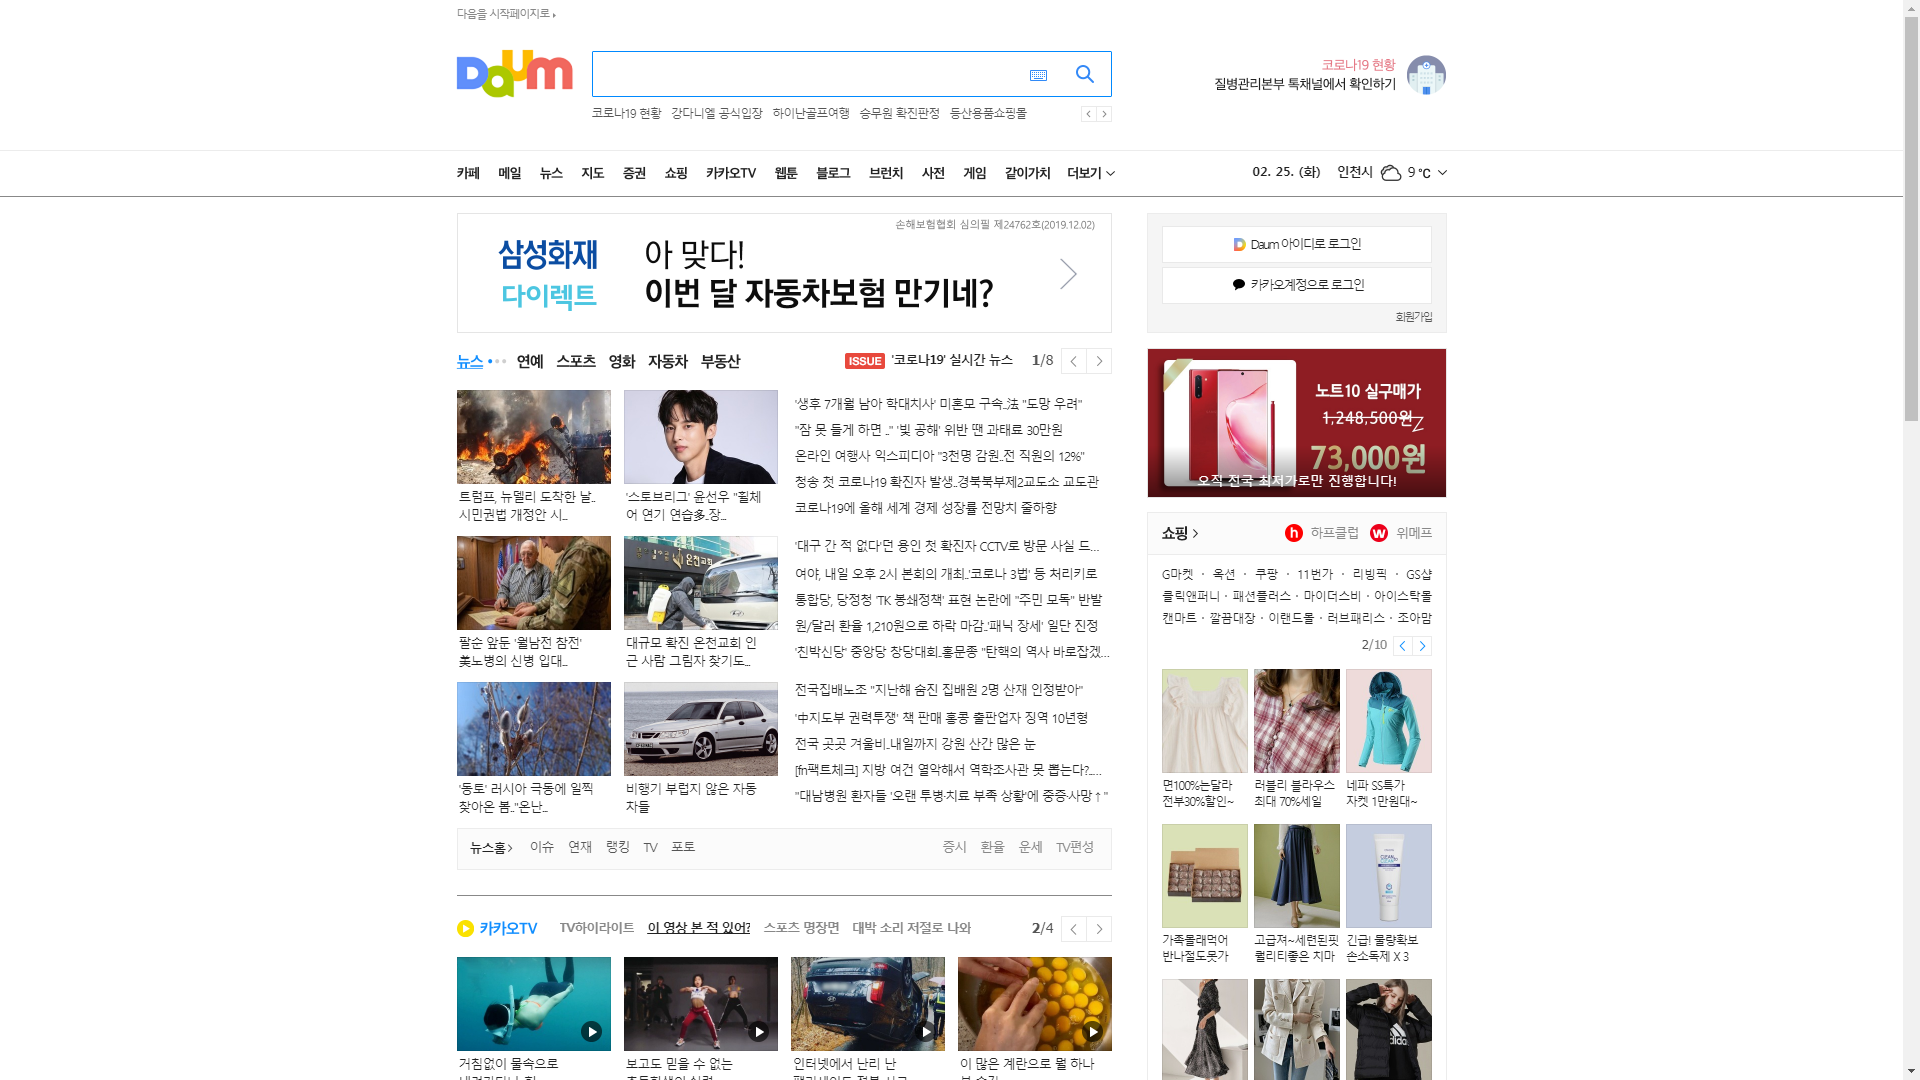 다음을 시작페이지로
Daum
코로나19 현황
질병관리본부 톡채널에서 확인하기
코로나19 현황 강다니엘 공식입장 하이난골프여행 승무원 확진판정 등산용품쇼핑몰
카페 메일 뉴스 지도 증권 쇼핑 카카오TV 웹툰 블로그 브런치 사전 게임 같이가치 더보기
02. 25. (화) 인천시 9 ℃
손해보험협회 심의필 제24762호(2019.12.02)
삼성화재
다이렉트
아 맞다!
이번 달 자동차보험 만기네?
Daum 아이디로 로그인
카카오계정으로 로그인
회원가입
뉴스 연예 스포츠 영화 자동차 부동산
ISSUE '코로나19' 실시간 뉴스 1/8
트럼프, 뉴델리 도착한 날..
시민권법 개정안 시...
'스토브리그' 윤선우 "휠체
어 연기 연습多..장...
팔순 앞둔 '월남전 참전'
美노병의 신병 입대...
온천교회
대규모 확진 온천교회 인
근 사람 그림자 찾기도...
'동토' 러시아 극동에 일찍
찾아온 봄.."온난...
비행기 부럽지 않은 자동
차들
'생후 7개월 남아 학대치사' 미혼모 구속..法 "도망 우려"
"잠 못 들게 하면 .." '빛 공해' 위반 땐 과태료 30만원
온라인 여행사 익스피디아 "3천명 감원..전 직원의 12%"
청송 첫 코로나19 확진자 발생..경북북부제2교도소 교도관
코로나19에 올해 세계 경제 성장률 전망치 줄하향
'대구 간 적 없다'던 용인 첫 확진자 CCTV로 방문 사실 드...
여야, 내일 오후 2시 본회의 개최..'코로나 3법' 등 처리키로
통합당, 당정청 'TK 봉쇄정책' 표현 논란에 "주민 모독" 반발
원/달러 환율 1,210원으로 하락 마감..'패닉 장세' 일단 진정
'친박신당' 중앙당 창당대회..홍문종 "탄핵의 역사 바로잡겠...
전국집배노조 "지난해 숨진 집배원 2명 산재 인정받아"
'中지도부 권력투쟁' 책 판매 홍콩 출판업자 징역 10년형
전국 곳곳 겨울비..내일까지 강원 산간 많은 눈
[fn팩트체크] 지방 여건 열악해서 역학조사관 못 뽑는다?.....
"대남병원 환자들 '오랜 투병·치료 부족 상황'에 중증·사망↑"
뉴스홈 이슈 연재 랭킹 TV 포토
증시 환율 운세 TV편성
카카오TV TV하이라이트 이 영상 본 적 있어? 스포츠 명장면 대박 소리 저절로 나와 2/4
거침없이 물속으로
보고도 믿을 수 없는
인터넷에서 난리 난
이 많은 계란으로 뭘 하나
노트10 실구매가
1,248,500원
73,000원
오직 전국 최저가로만 진행합니다!
쇼핑
h 하프클럽 w 위메프
G마켓 · 옥션 · 쿠팡 · 11번가 · 리빙픽 · GS샵
클릭앤퍼니 · 패션플러스 · 마이더스비 · 아이스탁몰
캔마트 · 깔끔대장 · 이랜드몰 · 러브패리스 · 조아맘
2/10
면100%는달라
전부30%할인~
러블리 블라우스
최대 70%세일
네파 SS특가
자켓 1만원대~
가족몰래먹어
반나절도못가
고급져~세련된핏
퀄리티좋은 치마
긴급! 물량확보
손소독제 X 3
adidas